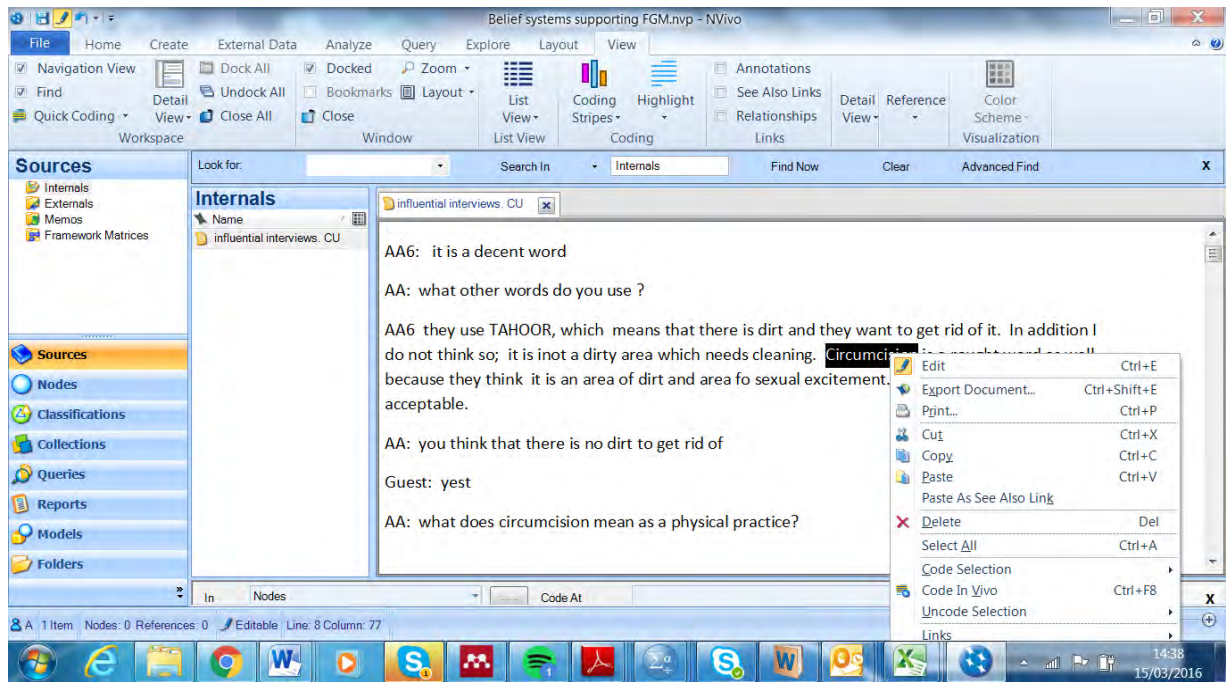 Belief systems supporting FGM.nvp - NVivo
File Home Create External Data Analyze Query Explore Layout View
Navigation View
Find
Quick Coding
Detail View
Workspace
Dock All
Undock All
Close All
Docked
Bookmarks
Close
Zoom
Layout
Window
List View
List View
Coding Stripes
Highlight
Coding
Annotations
See Also Links
Relationships
Links
Detail View
Reference
Color Scheme
Visualization
Sources
Internals
Externals
Memos
Framework Matrices
Look for: Search In Internals Find Now Clear Advanced Find X
Internals
Name
influential interviews. CU
influential interviews. CU
AA6: it is a decent word
AA: what other words do you use ?
AA6 they use TAHOOR, which means that there is dirt and they want to get rid of it. In addition I
do not think so; it is inot a dirty area which needs cleaning. Circumcision
because they think it is an area of dirt and area fo sexual excitement.
acceptable.
AA: you think that there is no dirt to get rid of
Guest: yest
AA: what does circumcision mean as a physical practice?
Edit Ctrl+E
Export Document... Ctrl+Shift+E
Print... Ctrl+P
Cut Ctrl+X
Copy Ctrl+C
Paste Ctrl+V
Paste As See Also Link
Delete Del
Select All Ctrl+A
Code Selection
Code In Vivo Ctrl+F8
Uncode Selection
Links
Sources
Nodes
Classifications
Collections
Queries
Reports
Models
Folders
In Nodes Code At X
A 1 Item Nodes: 0 References: 0 Editable Line: 8 Column: 77
14:38
15/03/2016